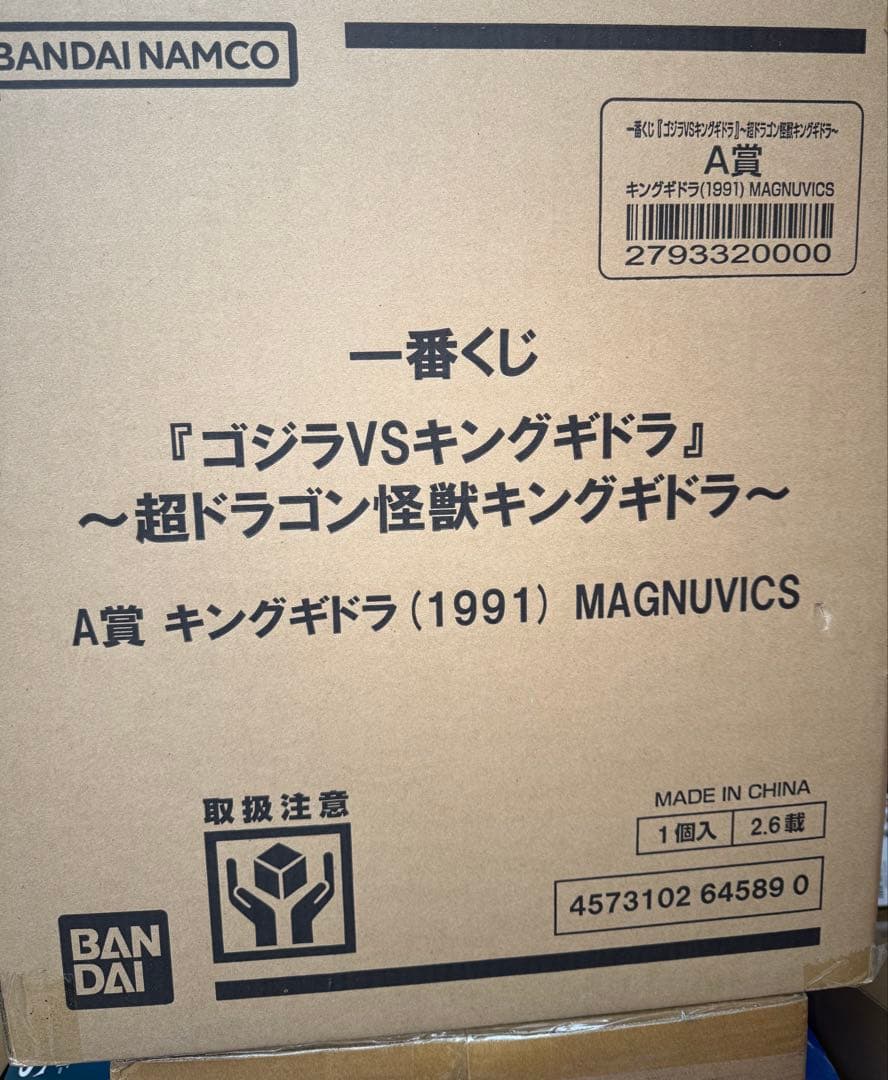 BANDAI NAMCO
一番くじ『ゴジラVSキングギドラ』~超ドラゴン怪獣キングギドラ~
A賞
キングギドラ(1991) MAGNUVICS
2793320000
一番くじ
『ゴジラVSキングギドラ』
~超ドラゴン怪獣キングギドラ~
A賞 キングギドラ(1991) MAGNUVICS
取扱注意
MADE IN CHINA
1個入 2.6載
4573102 64589 0
BAN
DAI